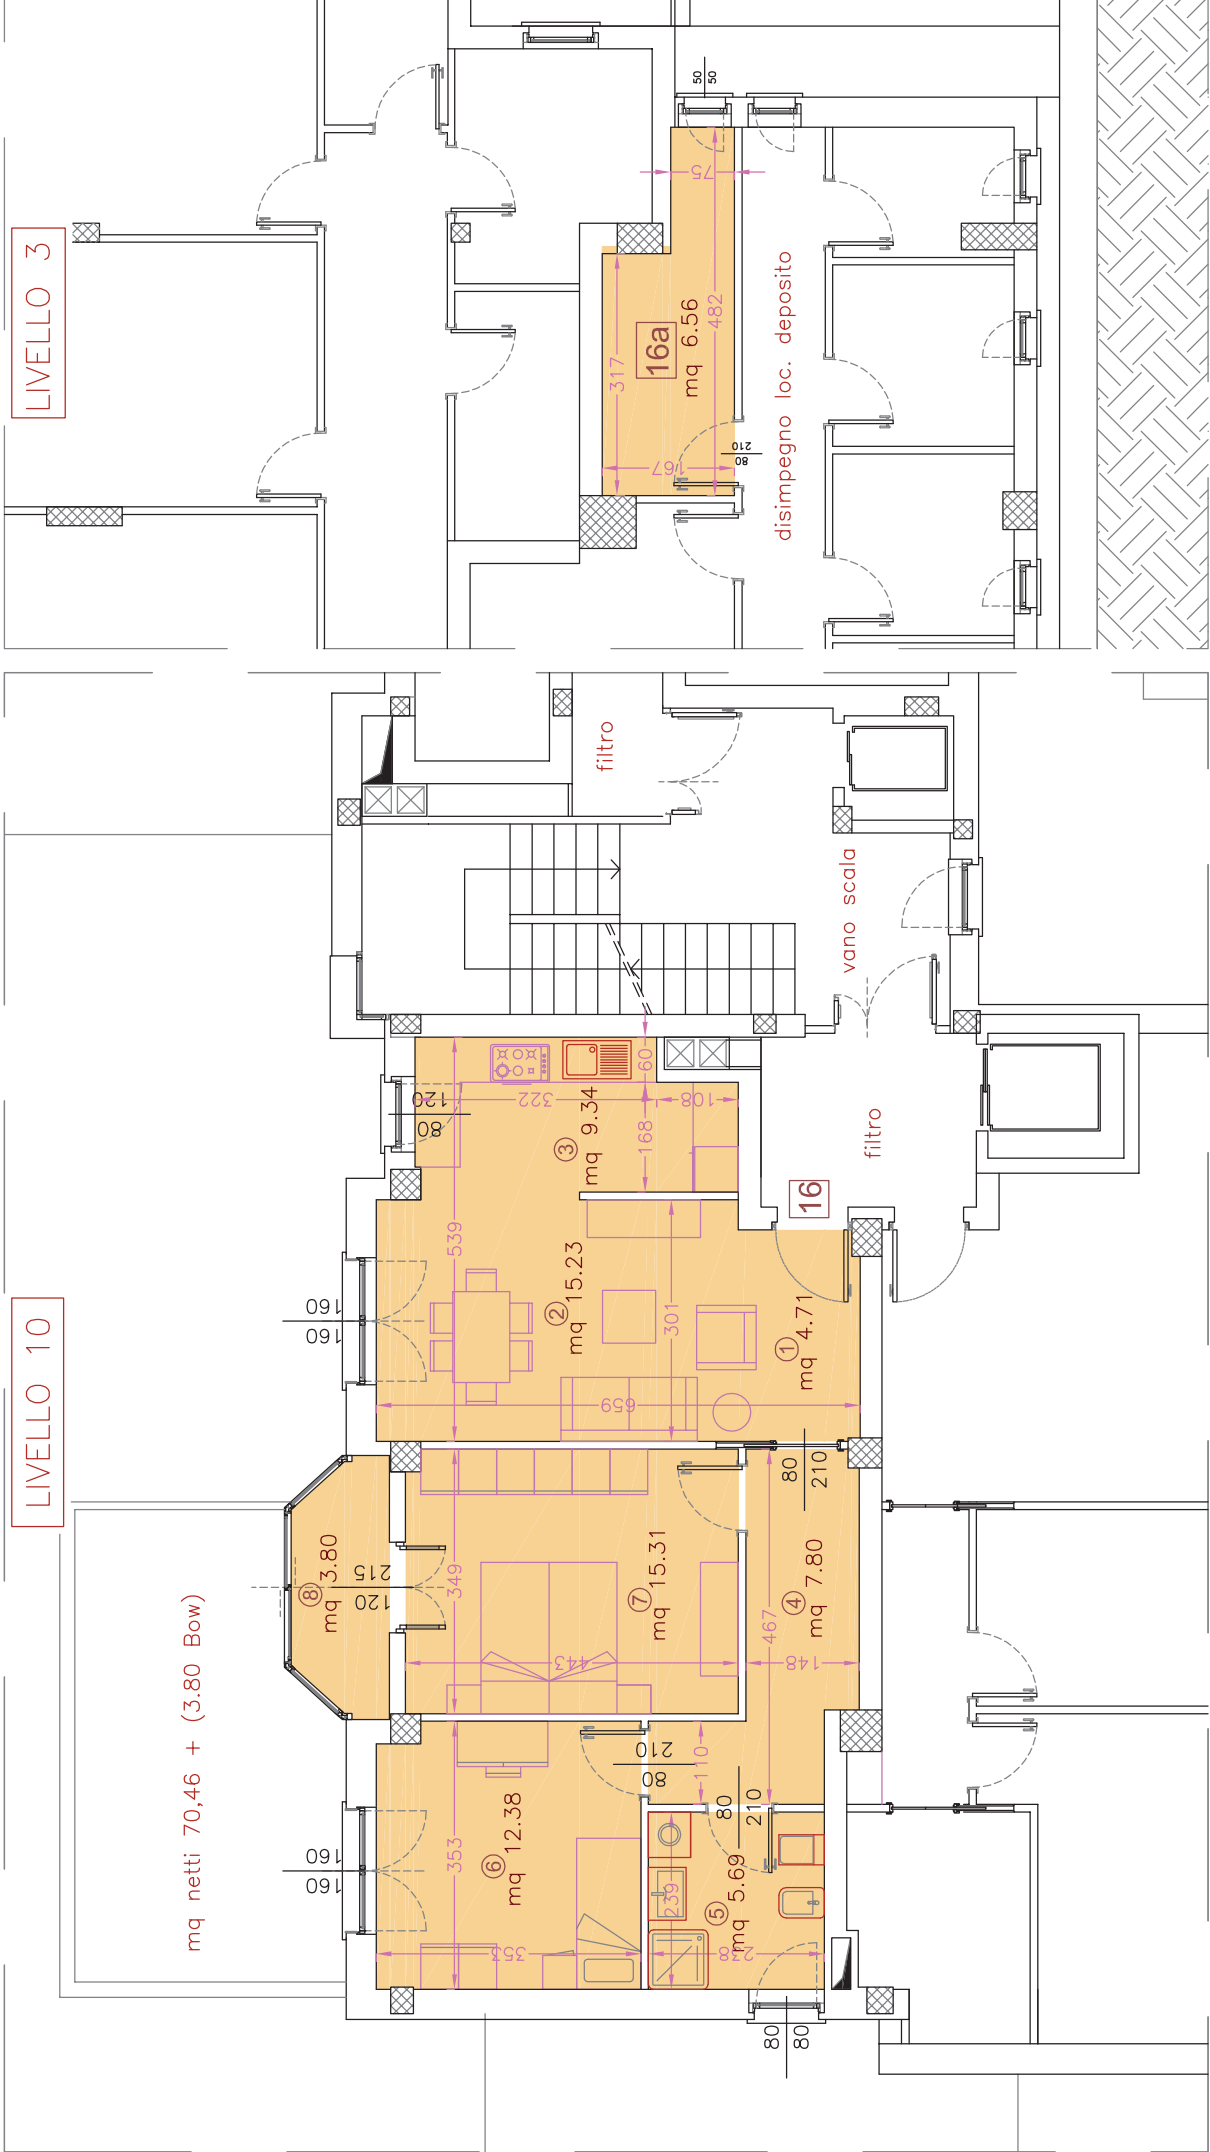 LIVELLO 3
50
50
75
16a
mq 6.56
482
317
167
80
210
disimpegno loc. deposito
LIVELLO 10
mq netti 70,46 + (3.80 Bow)
filtro
vano scala
filtro
16
120
80
322
60
108
168
3
mq 9.34
539
160
160
2
mq 15.23
301
659
1
mq 4.71
80
210
8
mq 3.80
215
120
349
7
mq 15.31
443
4
mq 7.80
467
148
210
80
110
80
210
160
160
353
6
mq 12.38
353
5
mq 5.69
239
238
80
80